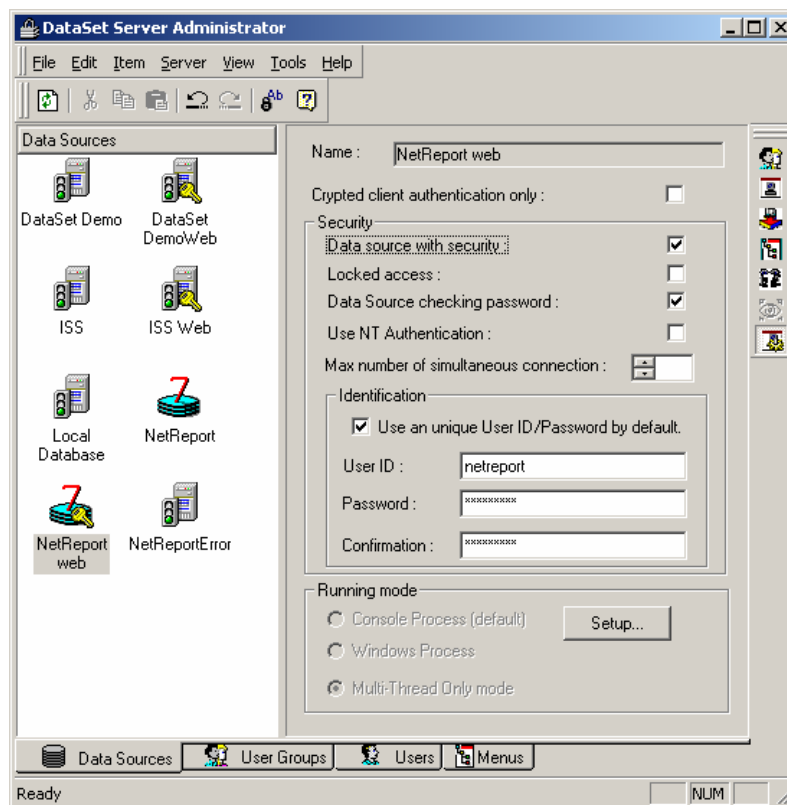 DataSet Server Administrator
File Edit Item Server View Tools Help
Ab
Data Sources
DataSet Demo
DataSet DemoWeb
ISS
ISS Web
Local Database
NetReport
NetReport web
NetReportError
Name : NetReport web
Crypted client authentication only :
Security
Data source with security :
Locked access :
Data Source checking password :
Use NT Authentication :
Max number of simultaneous connection :
Identification
Use an unique User ID/Password by default.
User ID : netreport
Password : xxxxxxxxx
Confirmation : xxxxxxxxx
Running mode
Console Process (default)
Setup...
Windows Process
Multi-Thread Only mode
Data Sources User Groups Users Menus
Ready NUM